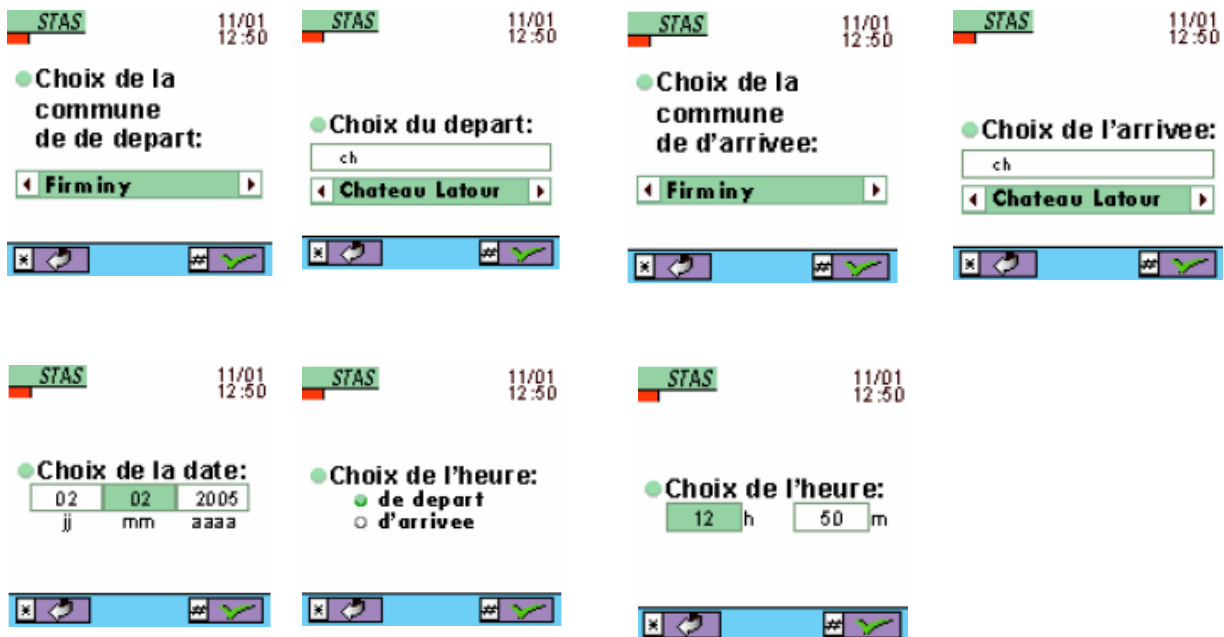 STAS
11/01
12:50
Choix de la
commune
de de depart:
Firminy
*
#
STAS
11/01
12:50
Choix du depart:
ch
Chateau Latour
*
#
STAS
11/01
12:50
Choix de la
commune
de d'arrivee:
Firminy
*
#
STAS
11/01
12:50
Choix de l'arrivee:
ch
Chateau Latour
*
#
STAS
11/01
12:50
Choix de la date:
02 02 2005
jj mm aaaa
*
#
STAS
11/01
12:50
Choix de l'heure:
de depart
d'arrivee
*
#
STAS
11/01
12:50
Choix de l'heure:
12 h 50 m
*
#